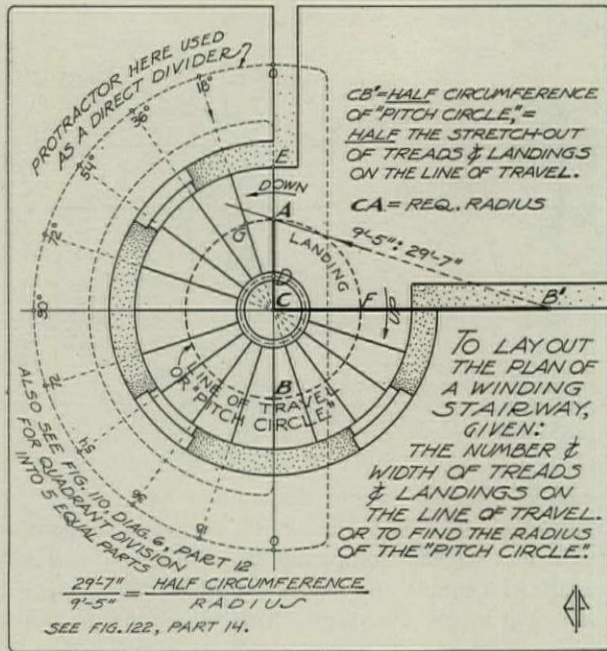 PROTRACTOR HERE USED
AS A DIRECT DIVIDER?
0
18°
36°
54°
72°
90°
72
54
36
18
0
CB'=HALF CIRCUMFERENCE
OF "PITCH CIRCLE,"=
HALF THE STRETCH-OUT
OF TREADS & LANDINGS
ON THE LINE OF TRAVEL.
CA=REQ. RADIUS
E
DOWN
A
G
LANDING
9'-5": 29'-7"
D
C
F
UP
B'
B
LINE OF TRAVEL
OR "PITCH CIRCLE"
TO LAY OUT
THE PLAN OF
A WINDING
STAIRWAY,
GIVEN:
THE NUMBER &
WIDTH OF TREADS
& LANDINGS ON
THE LINE OF TRAVEL.
OR TO FIND THE RADIUS
OF THE "PITCH CIRCLE".
ALSO SEE FIG. 110, DIAG. 6, PART 12
FOR QUADRANT DIVISION
INTO 5 EQUAL PARTS
29'-7" = HALF CIRCUMFERENCE
9'-5" RADIUS
SEE FIG.122, PART 14.